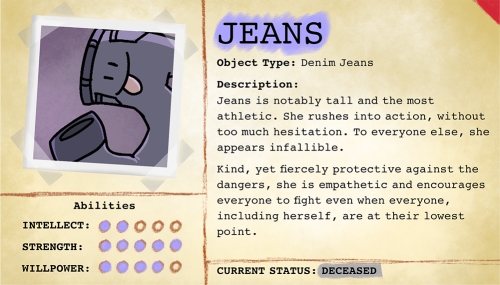 JEANS
Object Type: Denim Jeans
Description:
Jeans is notably tall and the most
athletic. She rushes into action, without
too much hesitation. To everyone else, she
appears infallible.
Kind, yet fiercely protective against the
dangers, she is empathetic and encourages
everyone to fight even when everyone,
including herself, are at their lowest
point.
Abilities
INTELLECT:
STRENGTH:
WILLPOWER:
CURRENT STATUS: DECEASED